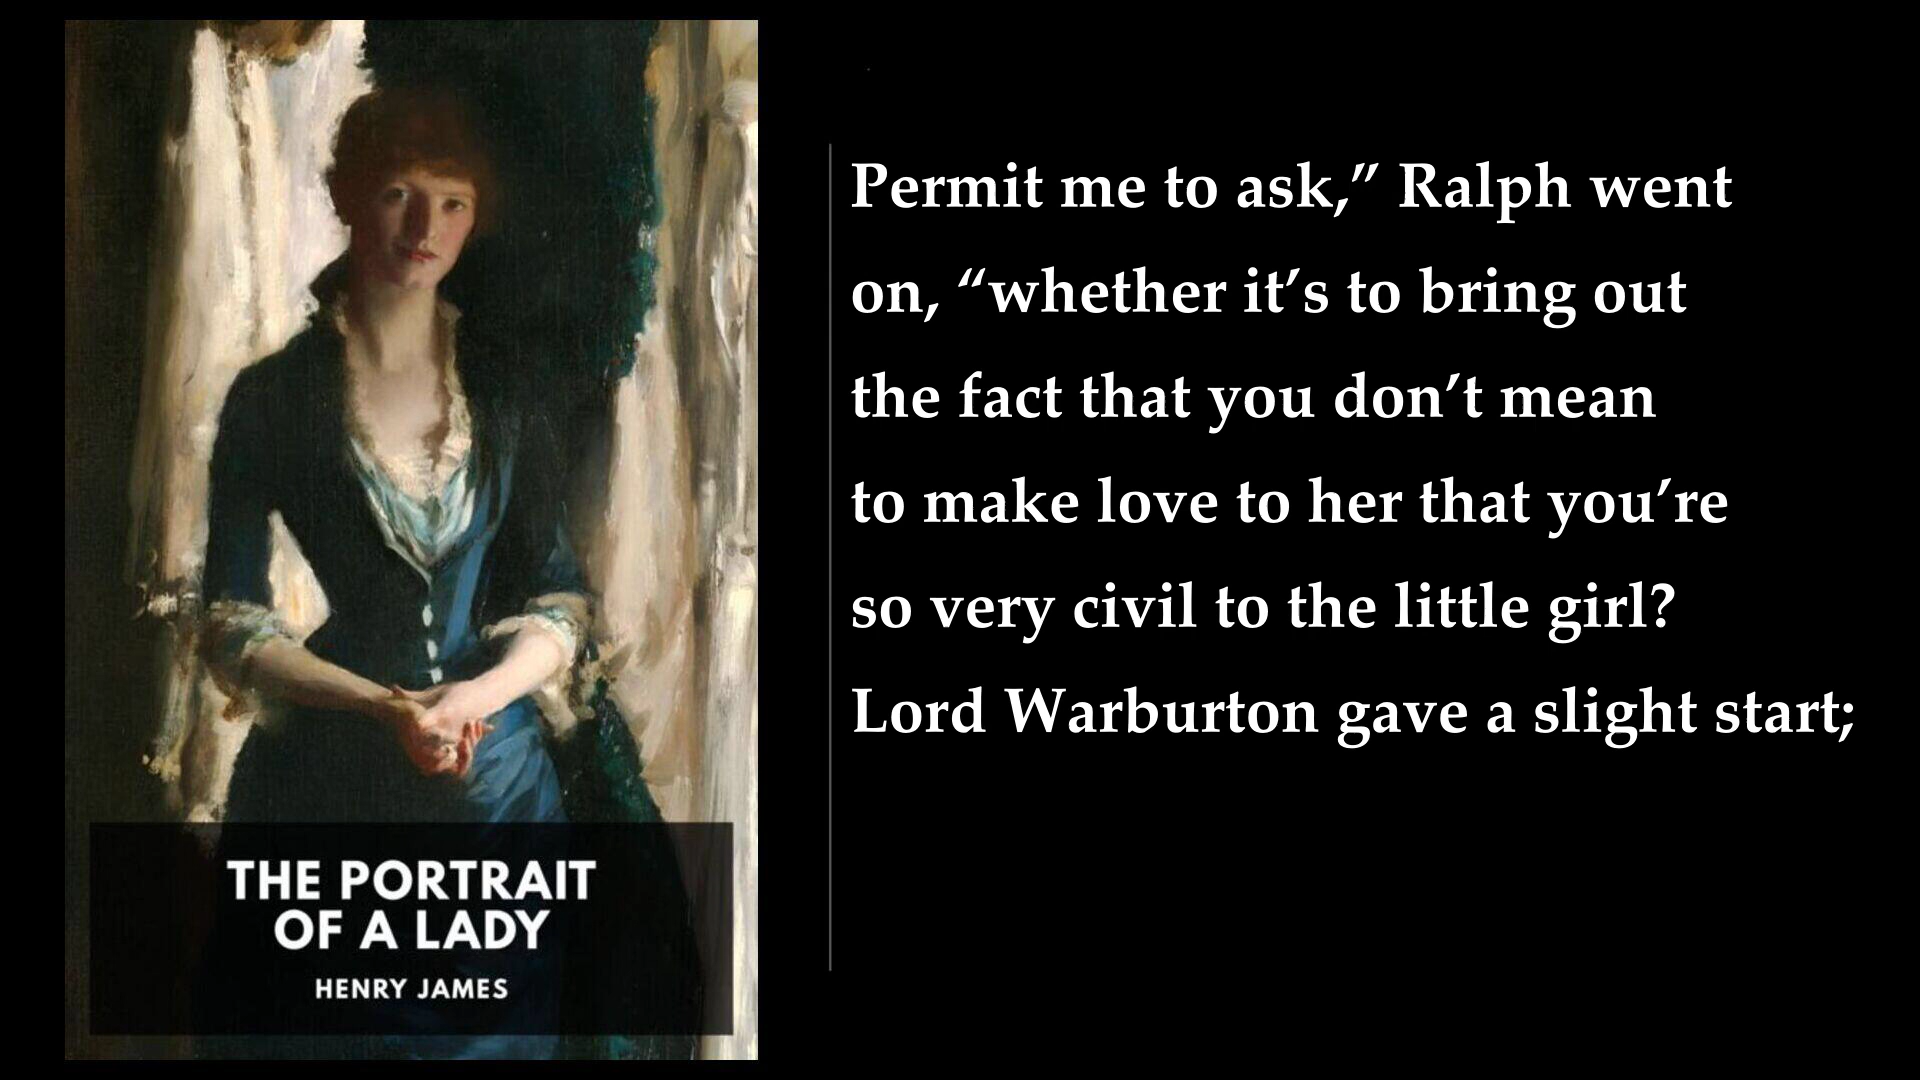 THE PORTRAIT
OF A LADY
HENRY JAMES
Permit me to ask,” Ralph went
on, “whether it’s to bring out
the fact that you don’t mean
to make love to her that you’re
so very civil to the little girl?
Lord Warburton gave a slight start;